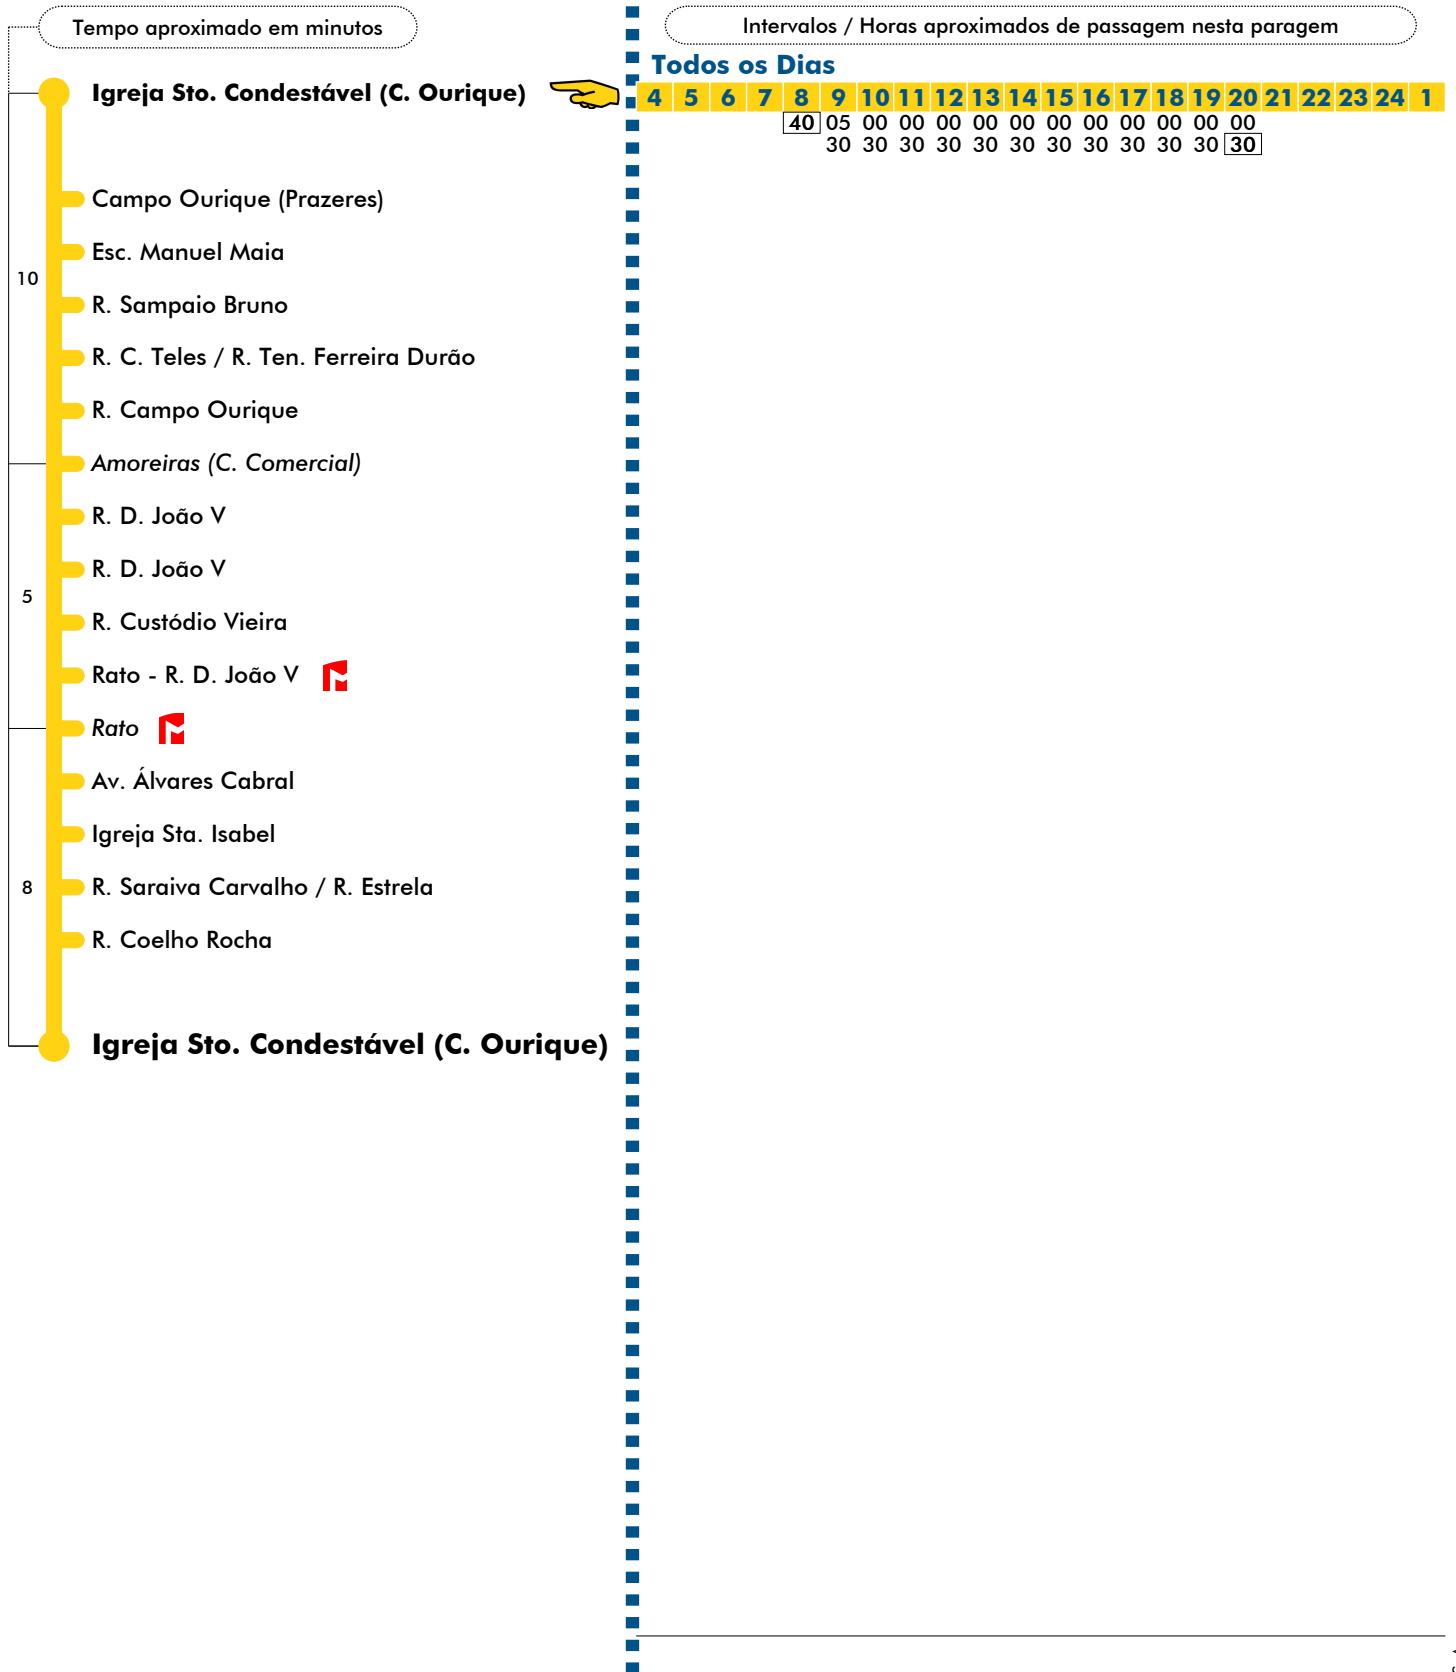 Tempo aproximado em minutos
Igreja Sto. Condestável (C. Ourique)
Campo Ourique (Prazeres)
Esc. Manuel Maia
10
R. Sampaio Bruno
R. C. Teles / R. Ten. Ferreira Durão
R. Campo Ourique
Amoreiras (C. Comercial)
R. D. João V
R. D. João V
5
R. Custódio Vieira
Rato - R. D. João V
Rato
Av. Álvares Cabral
Igreja Sta. Isabel
8
R. Saraiva Carvalho / R. Estrela
R. Coelho Rocha
Igreja Sto. Condestável (C. Ourique)
Intervalos / Horas aproximados de passagem nesta paragem
Todos os Dias
4 5 6 7 8 9 10 11 12 13 14 15 16 17 18 19 20 21 22 23 24 1
40 05 00 00 00 00 00 00 00 00 00 00 00
30 30 30 30 30 30 30 30 30 30 30 30